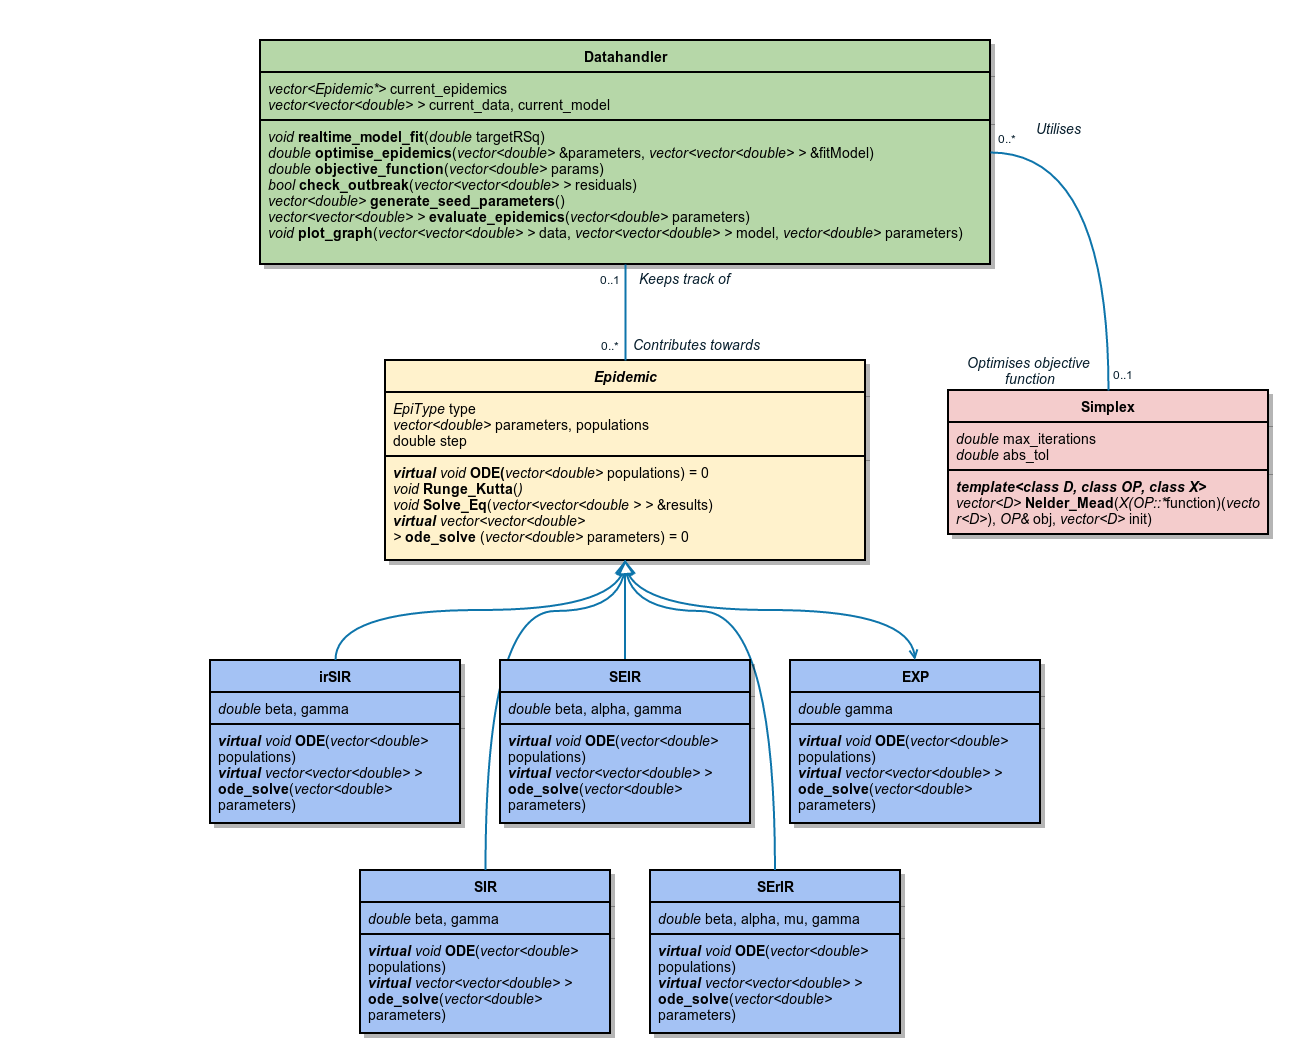 Datahandler
vector<Epidemic*> current_epidemics
vector<vector<double> > current_data, current_model
void realtime_model_fit(double targetRSq)
double optimise_epidemics(vector<double> &parameters, vector<vector<double> > &fitModel)
double objective_function(vector<double> params)
bool check_outbreak(vector<vector<double> > residuals)
vector<double> generate_seed_parameters()
vector<vector<double> > evaluate_epidemics(vector<double> parameters)
void plot_graph(vector<vector<double> > data, vector<vector<double> > model, vector<double> parameters)
0..*
Utilises
0..1
Keeps track of
0..*
Contributes towards
Optimises objective
function
0..1
Epidemic
EpiType type
vector<double> parameters, populations
double step
virtual void ODE(vector<double> populations) = 0
void Runge_Kutta()
void Solve_Eq(vector<vector<double > > &results)
virtual vector<vector<double>
> ode_solve (vector<double> parameters) = 0
Simplex
double max_iterations
double abs_tol
template<class D, class OP, class X>
vector<D> Nelder_Mead(X(OP::*function)(vecto
r<D>), OP& obj, vector<D> init)
irSIR
double beta, gamma
virtual void ODE(vector<double>
populations)
virtual vector<vector<double> >
ode_solve(vector<double>
parameters)
SEIR
double beta, alpha, gamma
virtual void ODE(vector<double>
populations)
virtual vector<vector<double> >
ode_solve(vector<double>
parameters)
EXP
double gamma
virtual void ODE(vector<double>
populations)
virtual vector<vector<double> >
ode_solve(vector<double>
parameters)
SIR
double beta, gamma
virtual void ODE(vector<double>
populations)
virtual vector<vector<double> >
ode_solve(vector<double>
parameters)
SErIR
double beta, alpha, mu, gamma
virtual void ODE(vector<double>
populations)
virtual vector<vector<double> >
ode_solve(vector<double>
parameters)